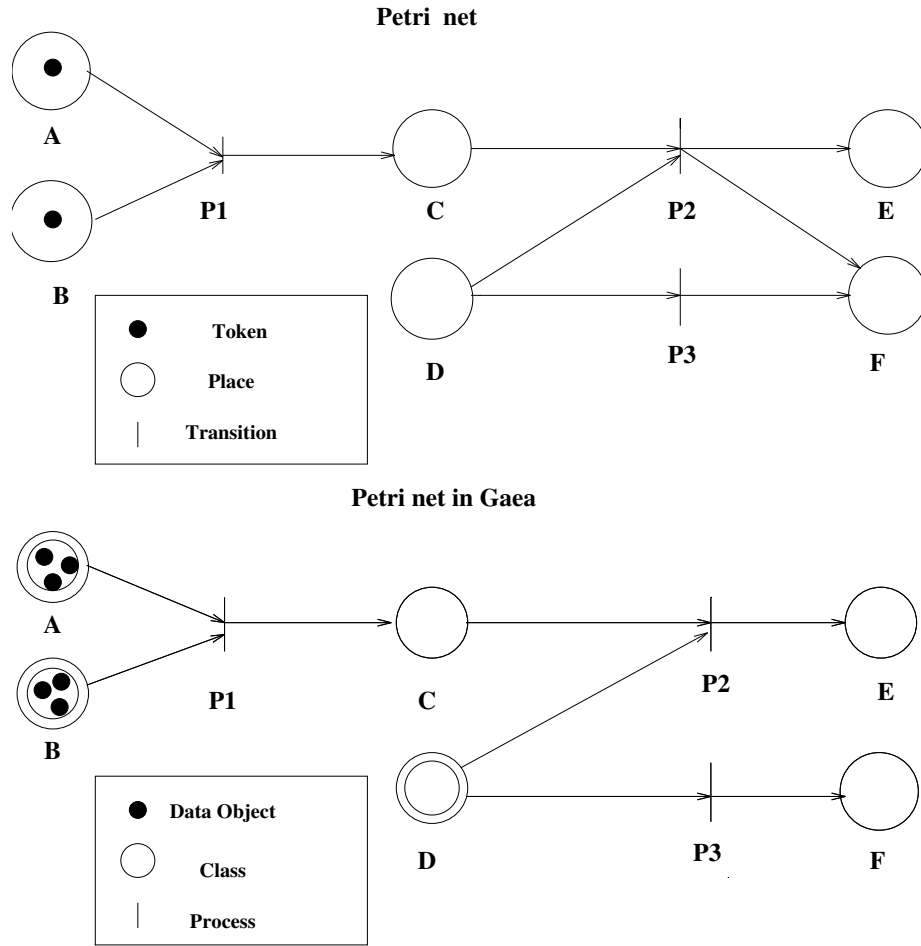 Petri net
A
P1
C
P2
E
B
Token
Place
Transition
D
P3
F
Petri net in Gaea
A
P1
C
P2
E
B
Data Object
Class
Process
D
P3
F